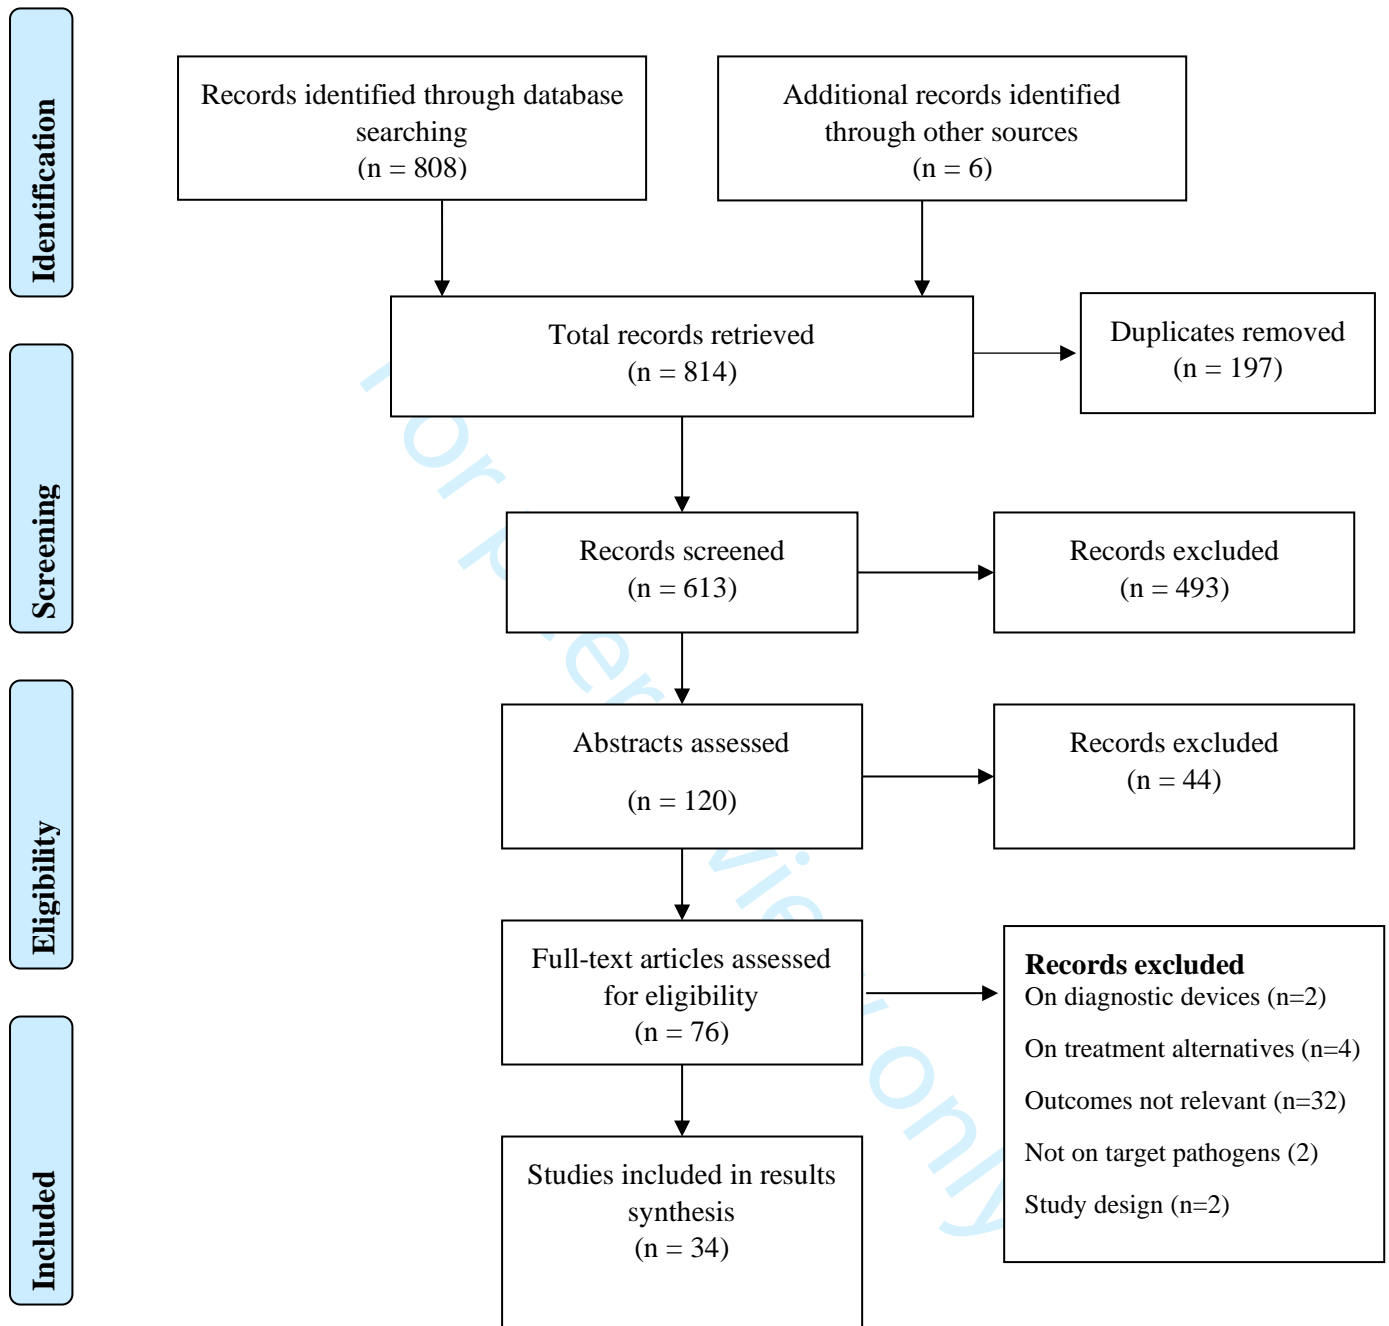 Identification
Records identified through database
searching
(n = 808)
Additional records identified
through other sources
(n = 6)
Total records retrieved
(n = 814)
Duplicates removed
(n = 197)
Screening
Records screened
(n = 613)
Records excluded
(n = 493)
Eligibility
Abstracts assessed
(n = 120)
Records excluded
(n = 44)
Full-text articles assessed
for eligibility
(n = 76)
Records excluded
On diagnostic devices (n=2)
On treatment alternatives (n=4)
Outcomes not relevant (n=32)
Not on target pathogens (2)
Study design (n=2)
Included
Studies included in results
synthesis
(n = 34)